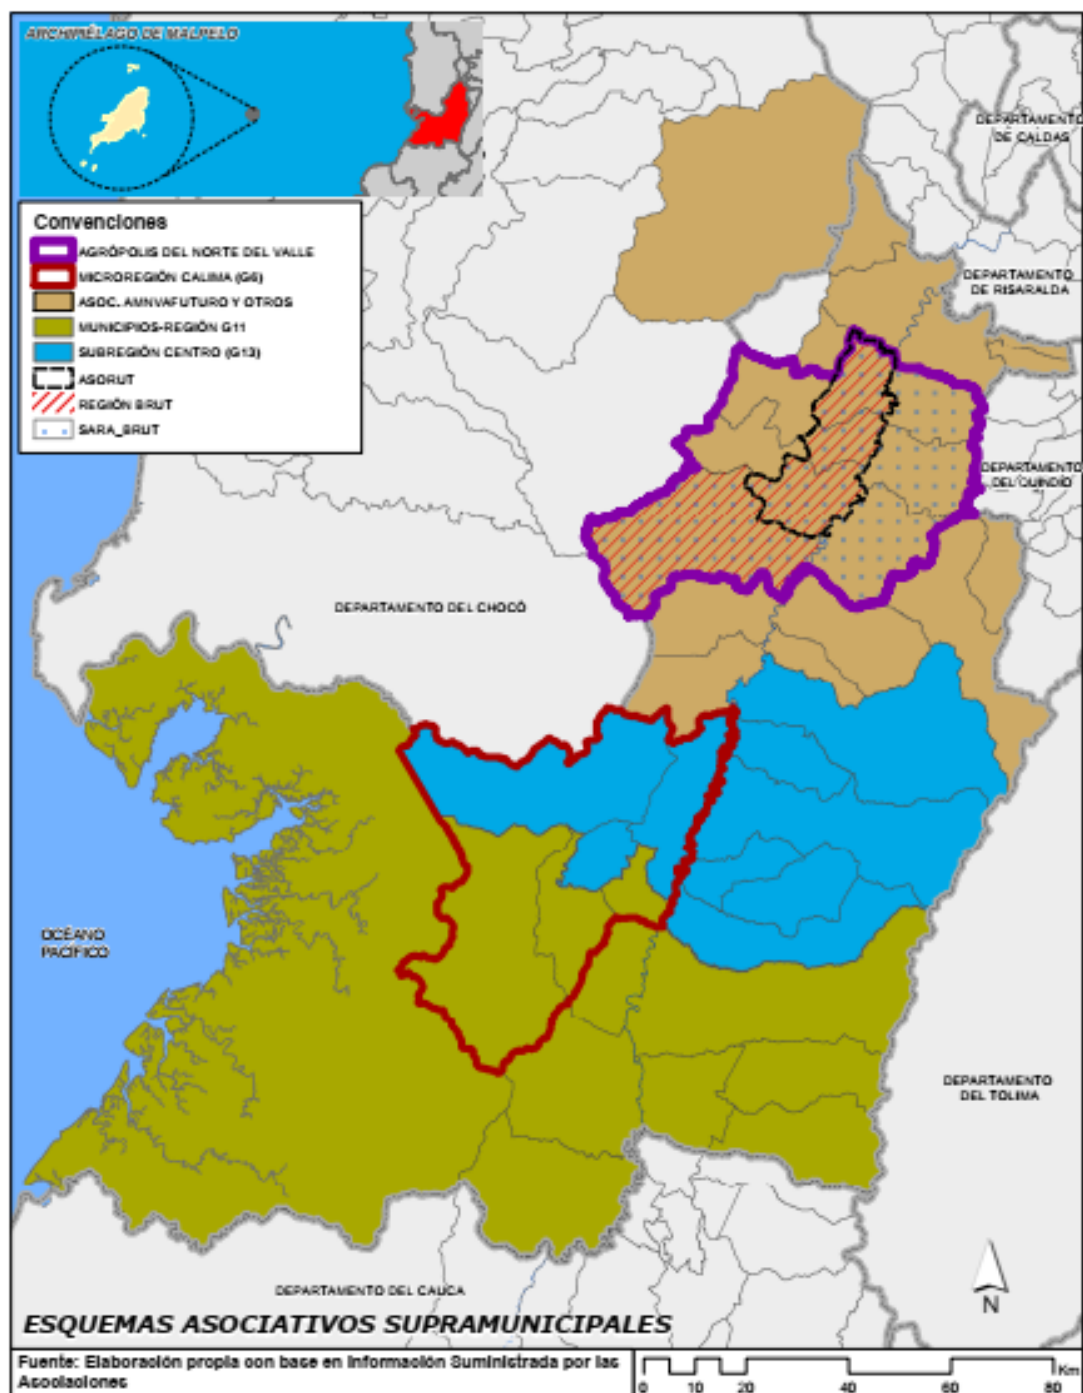 ARCHIPIÉLAGO DE MALPELO
DEPARTAMENTO
DE CALDAS
Convenciones
AGRÓPOLIS DEL NORTE DEL VALLE
MICROREGIÓN CALIMA (G6)
ASOC. AMNVAFUTURO Y OTROS
MUNICIPIOS-REGIÓN G11
SUBREGIÓN CENTRO (G13)
ASORUT
REGIÓN BRUT
SARA_BRUT
DEPARTAMENTO
DE RISARALDA
DEPARTAMENTO
DEL QUINDÍO
DEPARTAMENTO DEL CHOCÓ
OCÉANO
PACÍFICO
DEPARTAMENTO
DEL TOLIMA
DEPARTAMENTO DEL CAUCA
N
ESQUEMAS ASOCIATIVOS SUPRAMUNICIPALES
Fuente: Elaboración propia con base en Información Suministrada por las
Asociaciones
Km
0 10 20 40 60 80